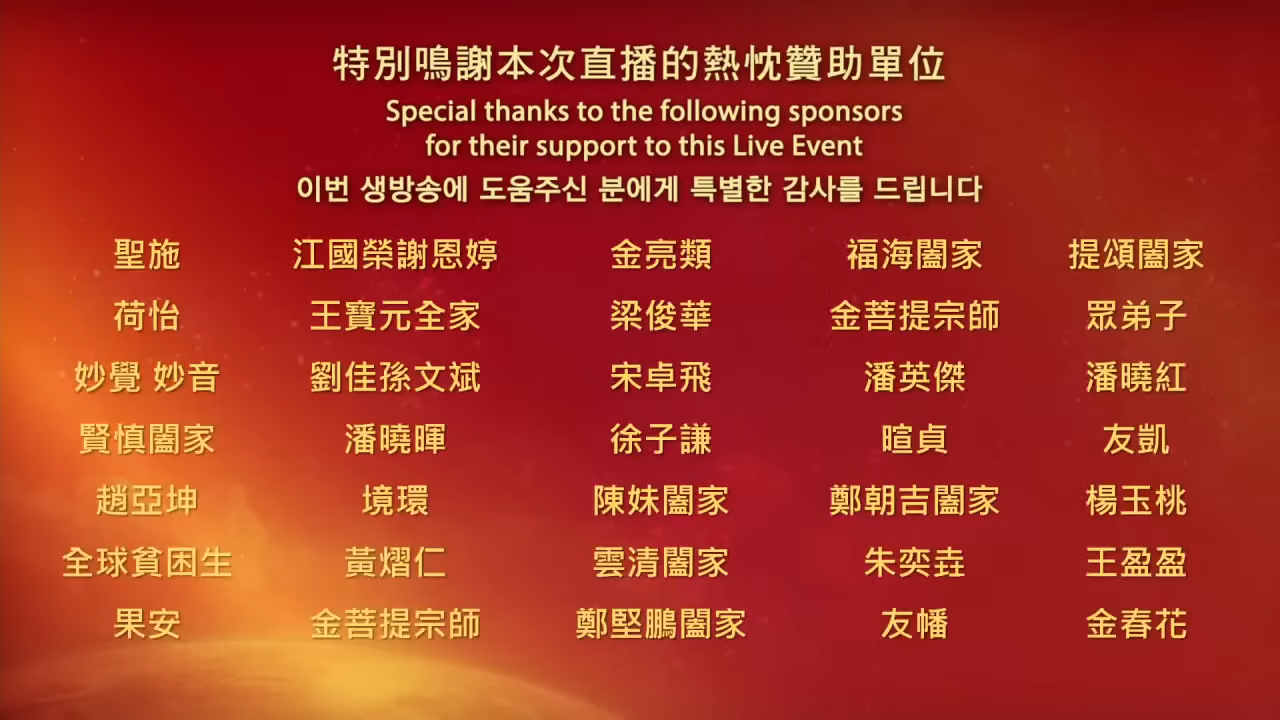 特別鳴謝本次直播的熱忱贊助單位
Special thanks to the following sponsors
for their support to this Live Event
이번 생방송에 도움주신 분에게 특별한 감사를 드립니다
聖施 江國榮謝恩婷 金亮類 福海闔家 提頌闔家
荷怡 王寶元全家 梁俊華 金菩提宗師 眾弟子
妙覺 妙音 劉佳孫文斌 宋卓飛 潘英傑 潘曉紅
賢慎闔家 潘曉暉 徐子謙 暄貞 友凱
趙亞坤 境環 陳妹闔家 鄭朝吉闔家 楊玉桃
全球貧困生 黃熠仁 雲清闔家 朱奕垚 王盈盈
果安 金菩提宗師 鄭堅鵬闔家 友幡 金春花